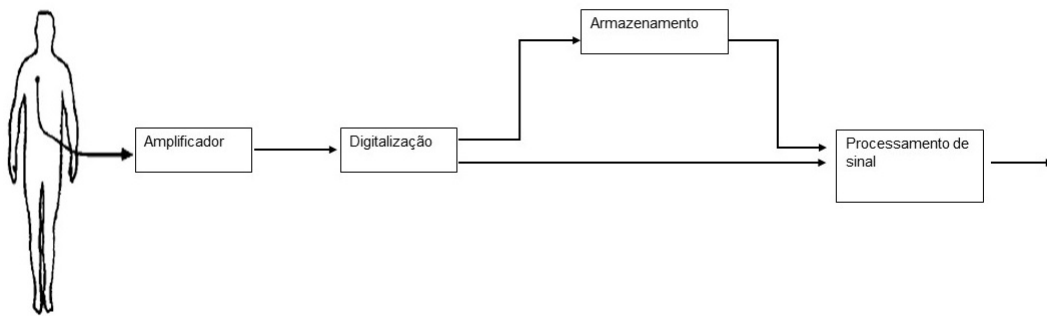 Armazenamento
Amplificador
Digitalização
Processamento de
sinal